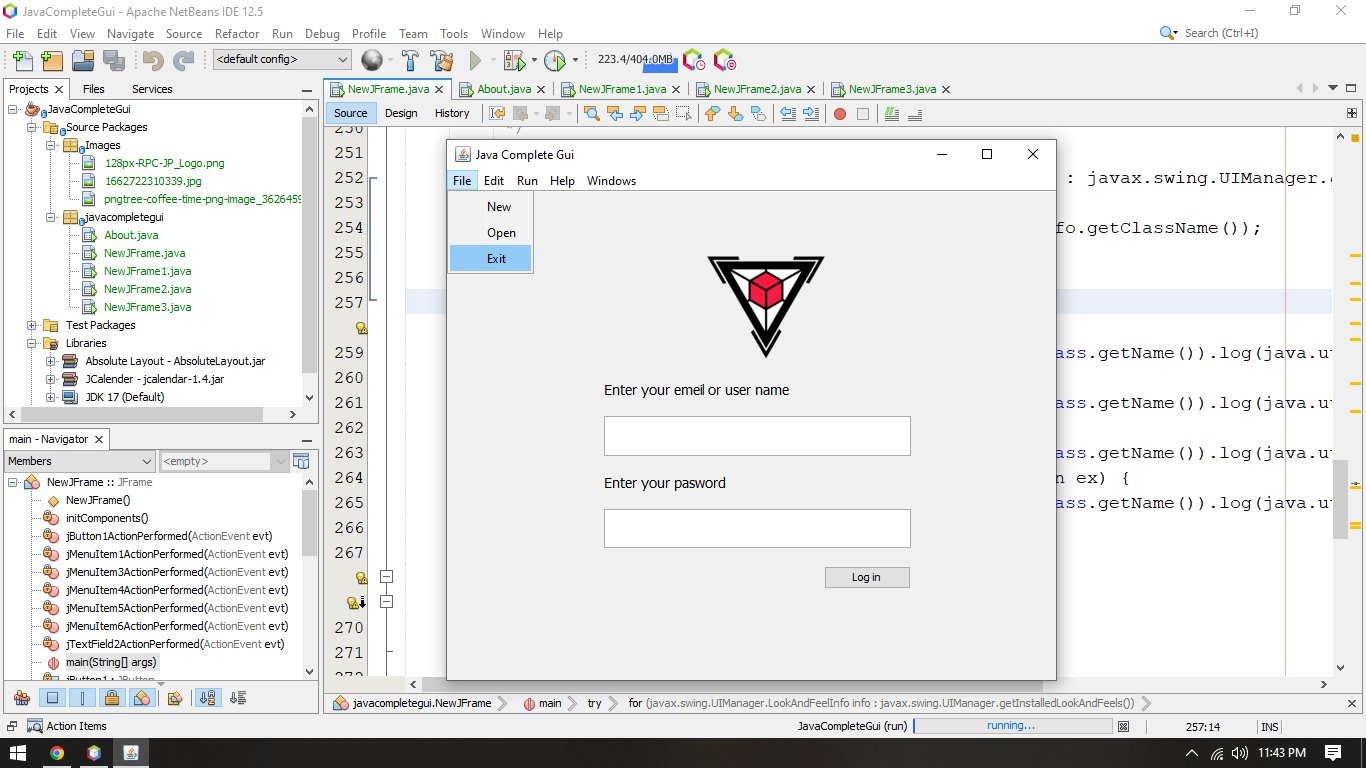 JavaCompleteGui - Apache NetBeans IDE 12.5
File Edit View Navigate Source Refactor Run Debug Profile Team Tools Window Help
Search (Ctrl+I)
<default config>
223.4/404.0MB
Projects Files Services
JavaCompleteGui
Source Packages
Images
128px-RPC-JP_Logo.png
1662722310339.jpg
pngtree-coffee-time-png-image_3626459
javacompletegui
About.java
NewJFrame.java
NewJFrame1.java
NewJFrame2.java
NewJFrame3.java
Test Packages
Libraries
Absolute Layout - AbsoluteLayout.jar
JCalender - jcalendar-1.4.jar
JDK 17 (Default)
main - Navigator
Members
<empty>
NewJFrame :: JFrame
NewJFrame()
initComponents()
jButton1ActionPerformed(ActionEvent evt)
jMenuItem1ActionPerformed(ActionEvent evt)
jMenuItem3ActionPerformed(ActionEvent evt)
jMenuItem4ActionPerformed(ActionEvent evt)
jMenuItem5ActionPerformed(ActionEvent evt)
jMenuItem6ActionPerformed(ActionEvent evt)
jTextField2ActionPerformed(ActionEvent evt)
main(String[] args)
jButton1 : JButton
NewJFrame.java About.java NewJFrame1.java NewJFrame2.java NewJFrame3.java
Source Design History
250 */
251
252 : javax.swing.UIManager.
253
254 fo.getClassName());
255
256
257
259 ass.getName()).log(java.u
260
261 ass.getName()).log(java.u
262
263 ass.getName()).log(java.u
264 n ex) {
265 ass.getName()).log(java.u
266
267
270
271
Java Complete Gui
File Edit Run Help Windows
New
Open
Exit
Enter your emeil or user name
Enter your pasword
Log in
javacompletegui.NewJFrame main try for (javax.swing.UIManager.LookAndFeelInfo info : javax.swing.UIManager.getInstalledLookAndFeels())
Action Items
JavaCompleteGui (run) running... 257:14 INS
11:43 PM